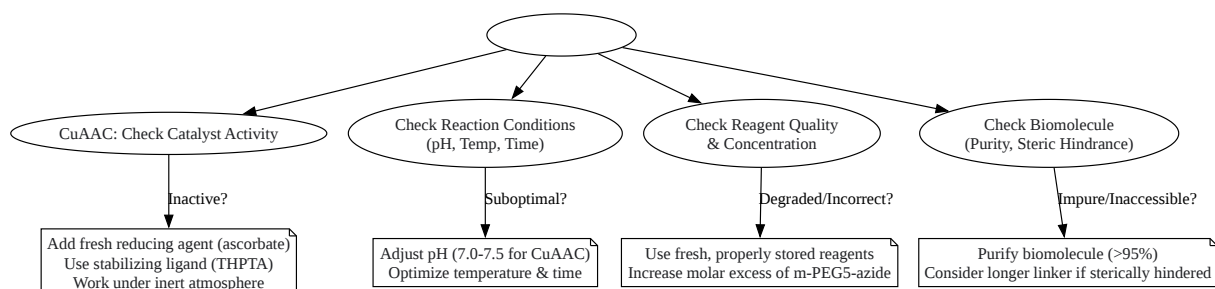 CuAAC: Check Catalyst Activity
Check Reaction Conditions
(pH, Temp, Time)
Check Reagent Quality
& Concentration
Check Biomolecule
(Purity, Steric Hindrance)
Inactive?
Suboptimal?
Degraded/Incorrect?
Impure/Inaccessible?
Add fresh reducing agent (ascorbate)
Use stabilizing ligand (THPTA)
Work under inert atmosphere
Adjust pH (7.0-7.5 for CuAAC)
Optimize temperature & time
Use fresh, properly stored reagents
Increase molar excess of m-PEG5-azide
Purify biomolecule (>95%)
Consider longer linker if sterically hindered